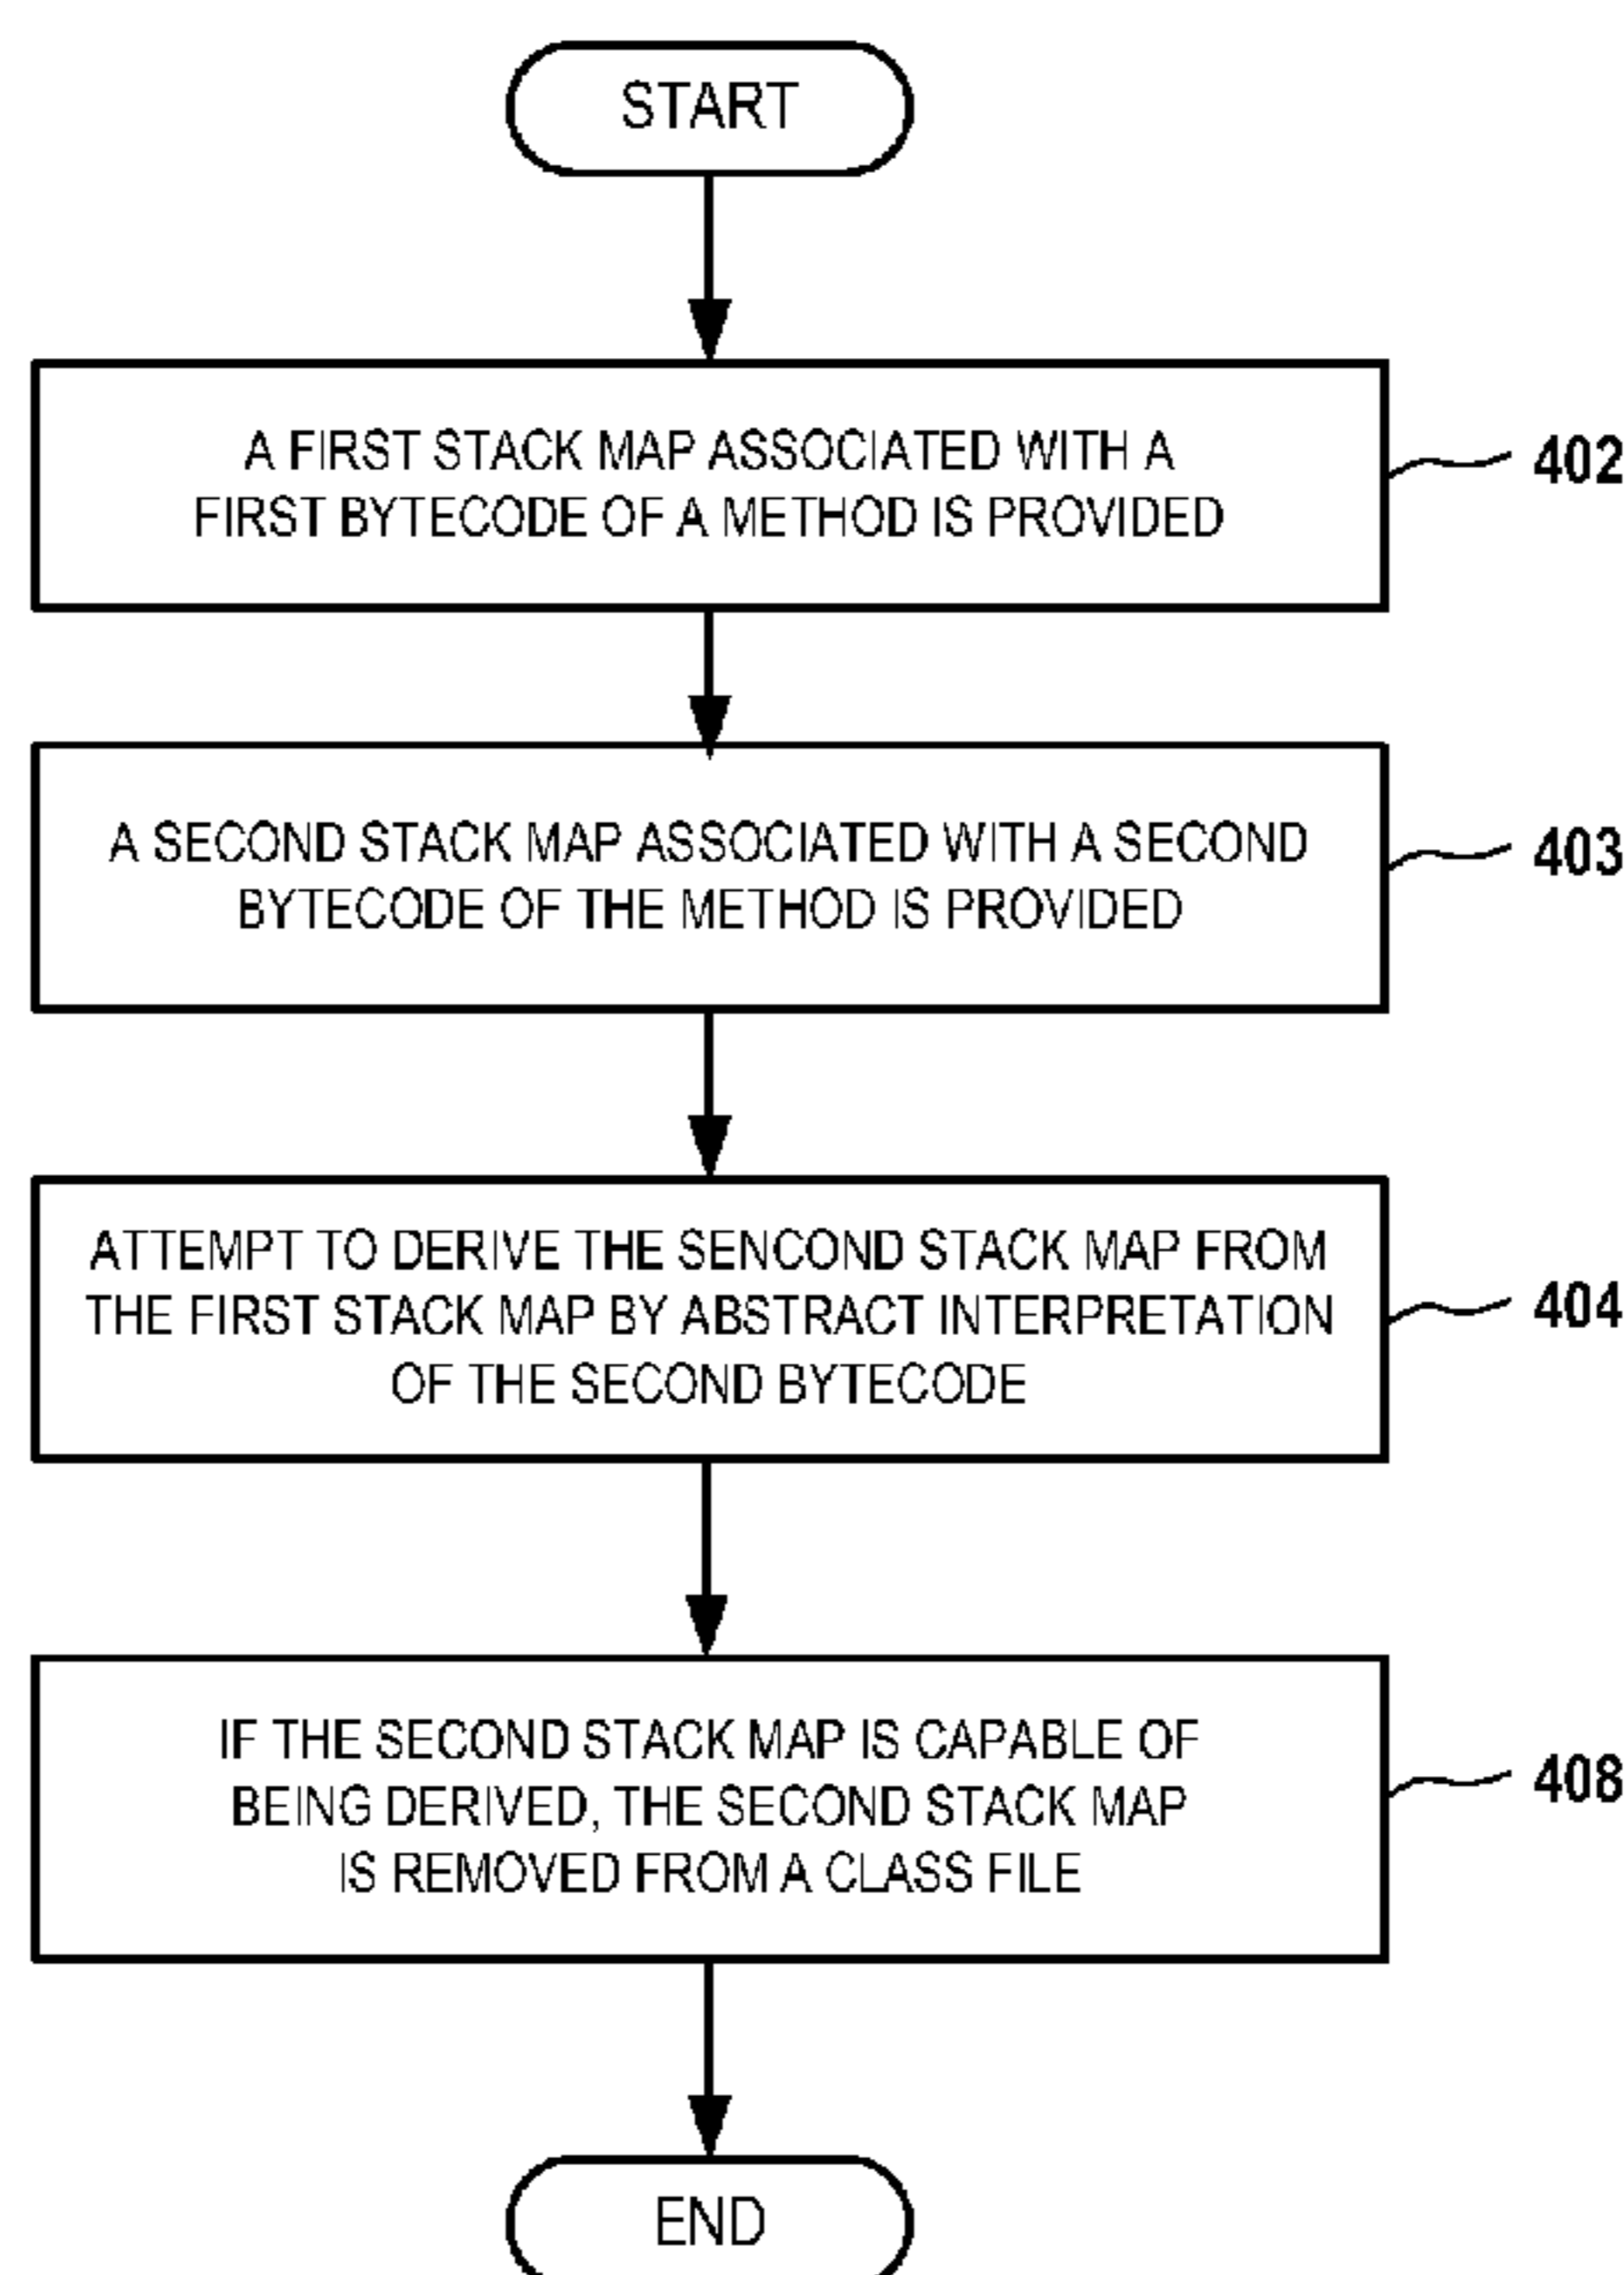 START
A FIRST STACK MAP ASSOCIATED WITH A
FIRST BYTECODE OF A METHOD IS PROVIDED
402
A SECOND STACK MAP ASSOCIATED WITH A SECOND
BYTECODE OF THE METHOD IS PROVIDED
403
ATTEMPT TO DERIVE THE SENCOND STACK MAP FROM
THE FIRST STACK MAP BY ABSTRACT INTERPRETATION
OF THE SECOND BYTECODE
404
IF THE SECOND STACK MAP IS CAPABLE OF
BEING DERIVED, THE SECOND STACK MAP
IS REMOVED FROM A CLASS FILE
408
END